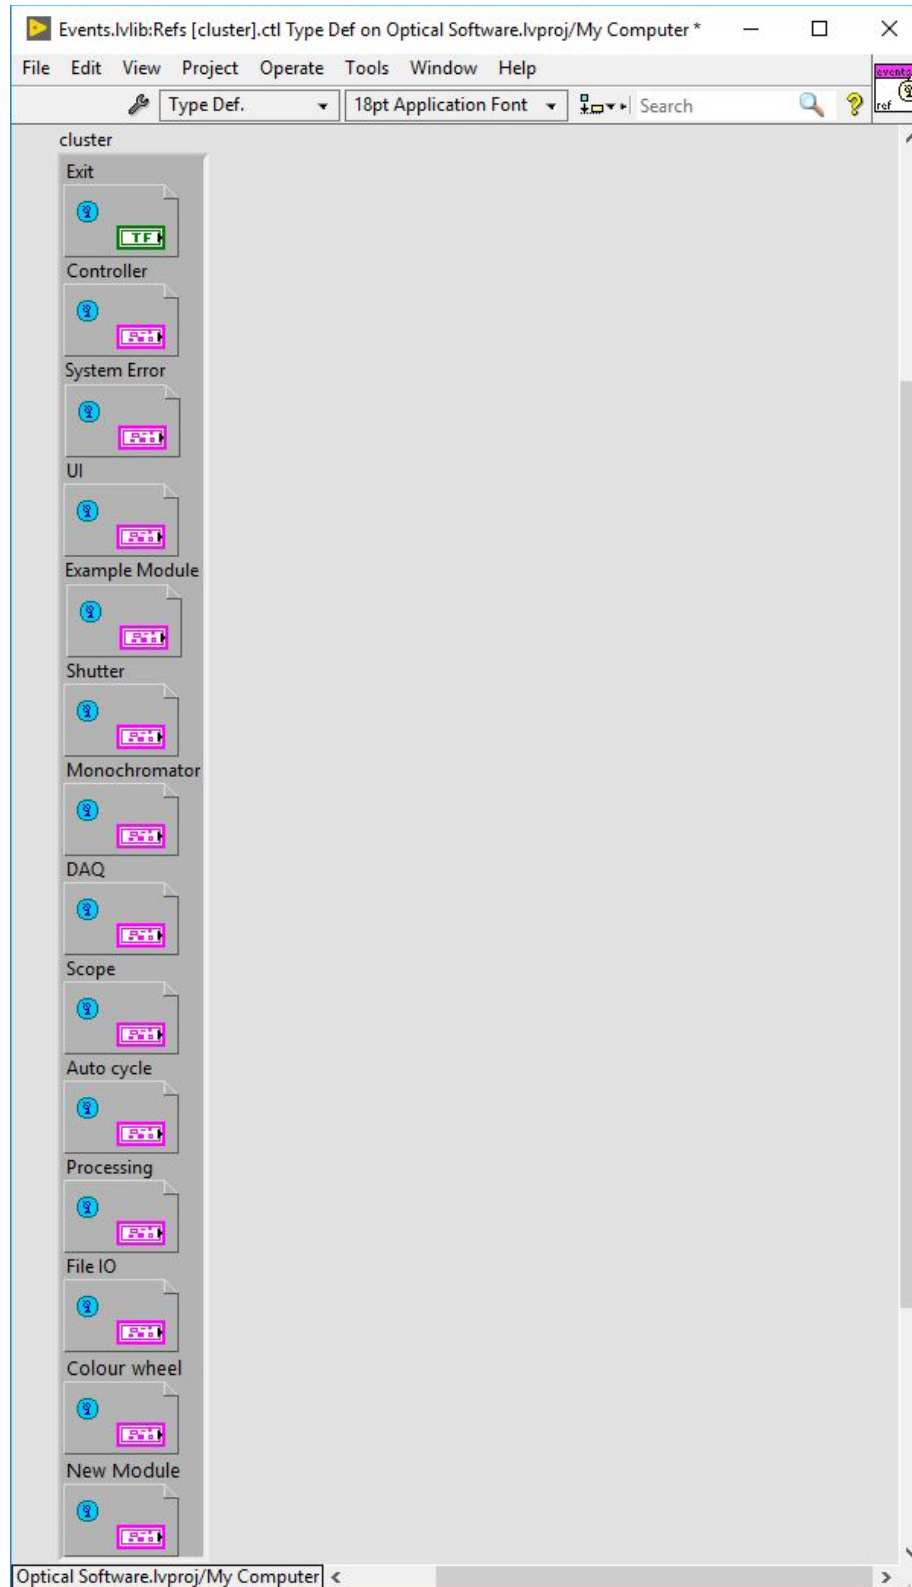 Events.lvlib:Refs [cluster].ctl Type Def on Optical Software.lvproj/My Computer *
File Edit View Project Operate Tools Window Help
Type Def. 18pt Application Font Search
events
ref
cluster
Exit
TF
Controller
System Error
UI
Example Module
Shutter
Monochromator
DAQ
Scope
Auto cycle
Processing
File IO
Colour wheel
New Module
Optical Software.lvproj/My Computer